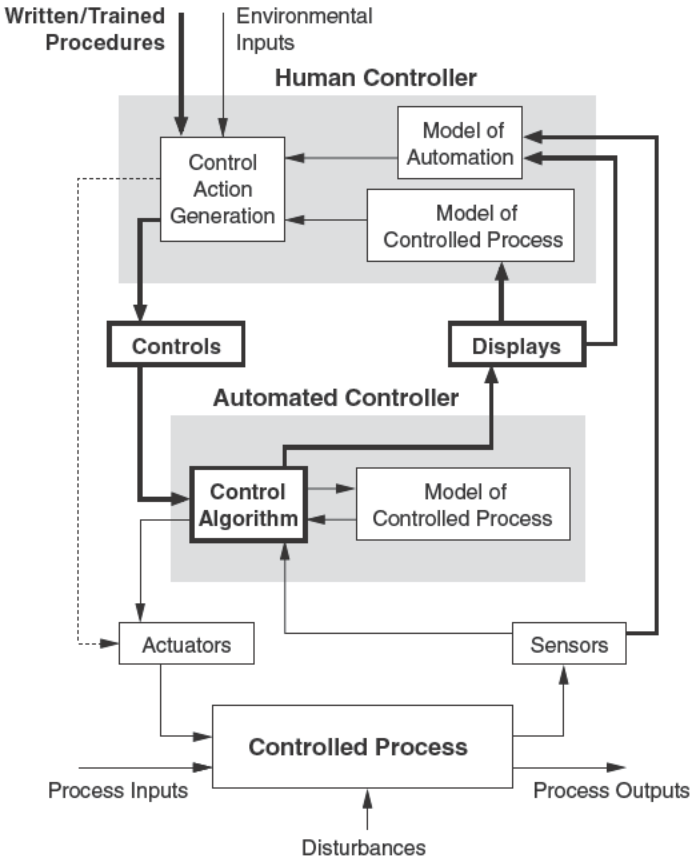 Written/Trained
Procedures
Environmental
Inputs
Human Controller
Control
Action
Generation
Model of
Automation
Model of
Controlled Process
Controls
Displays
Automated Controller
Control
Algorithm
Model of
Controlled Process
Actuators
Sensors
Controlled Process
Process Inputs
Process Outputs
Disturbances